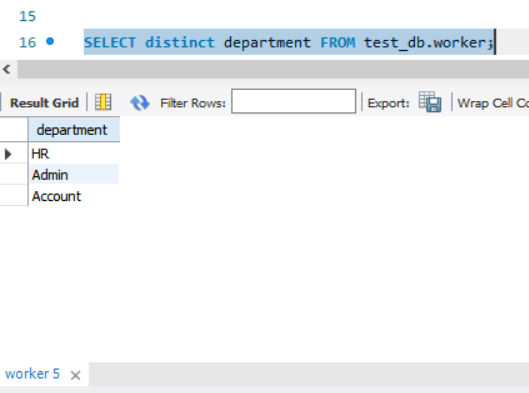 15
16 SELECT distinct department FROM test_db.worker;
Result Grid Filter Rows: Export: Wrap Cell Co
department
HR
Admin
Account
worker 5